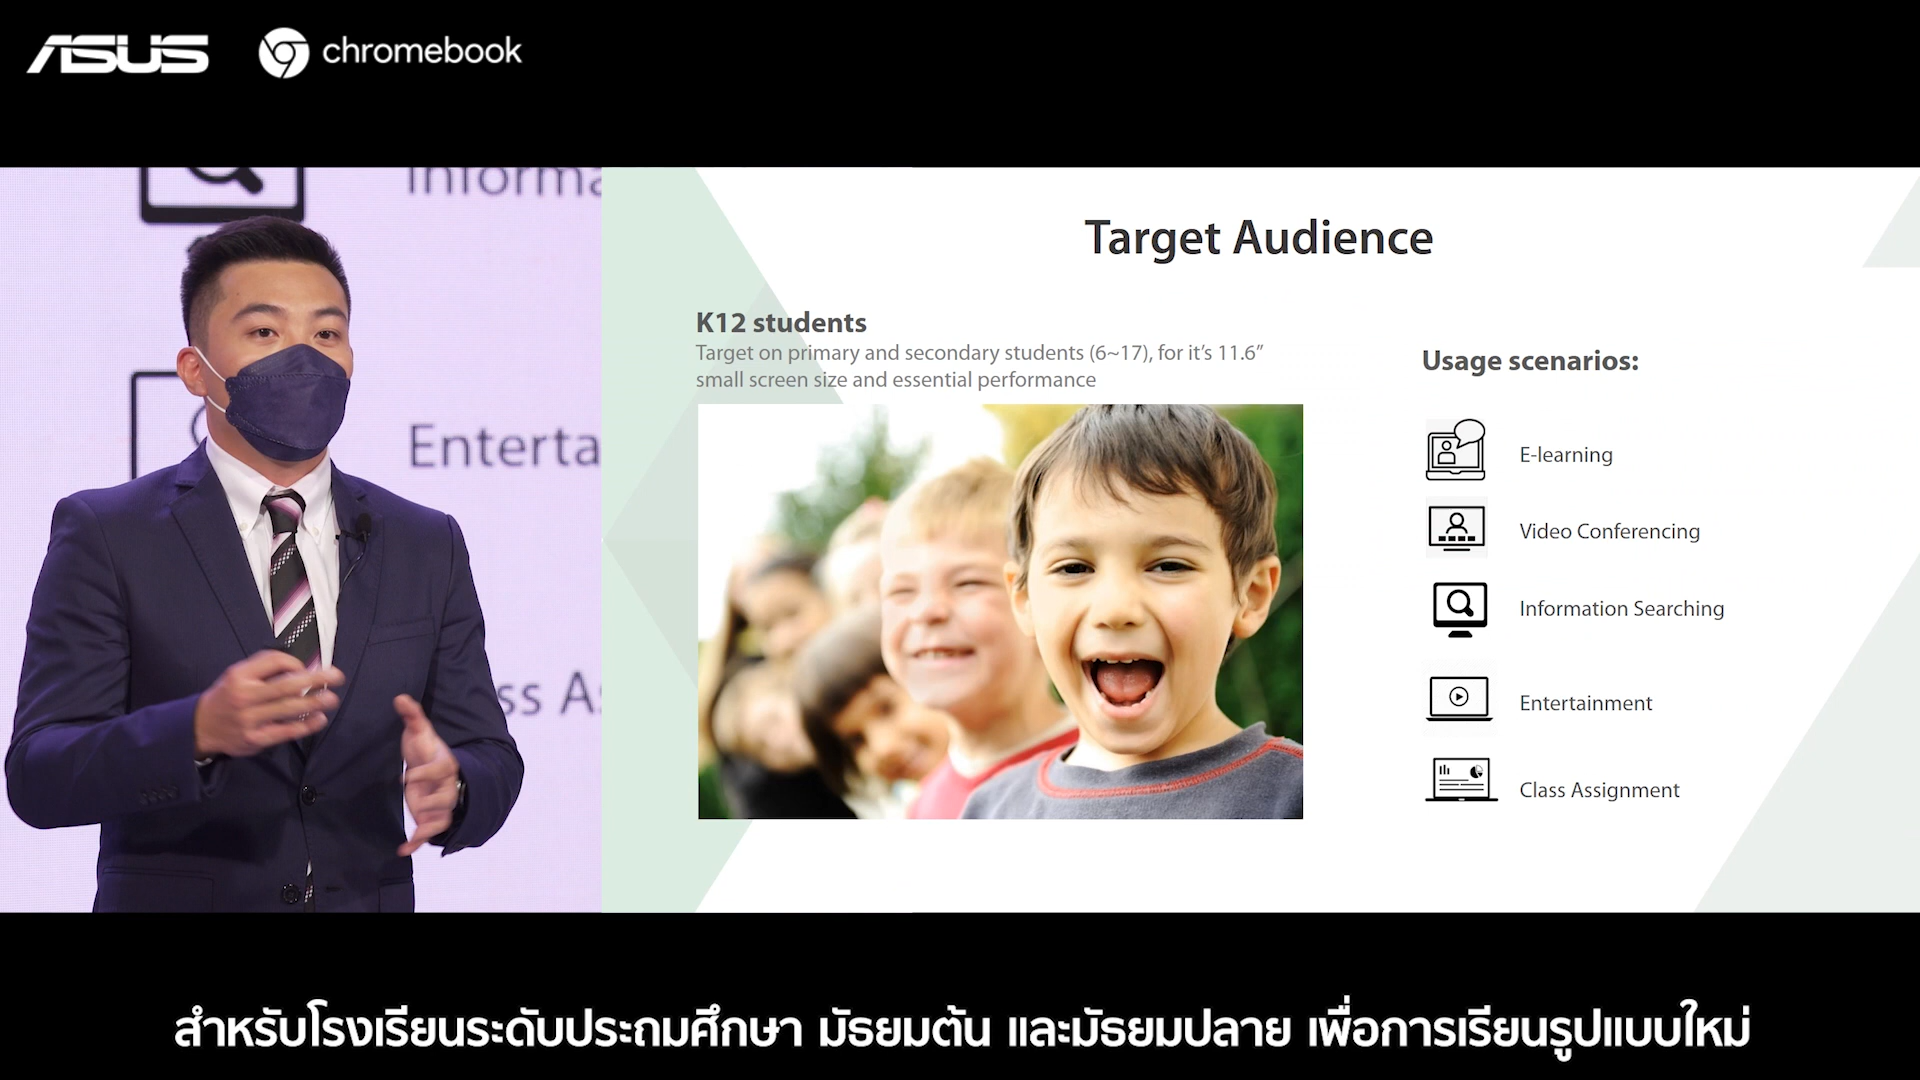 ASUS chromebook
Informa
Enterta
ss As
Target Audience
K12 students
Target on primary and secondary students (6~17), for it’s 11.6”
small screen size and essential performance
Usage scenarios:
E-learning
Video Conferencing
Information Searching
Entertainment
Class Assignment
สำหรับโรงเรียนระดับประถมศึกษา มัธยมต้น และมัธยมปลาย เพื่อการเรียนรูปแบบใหม่